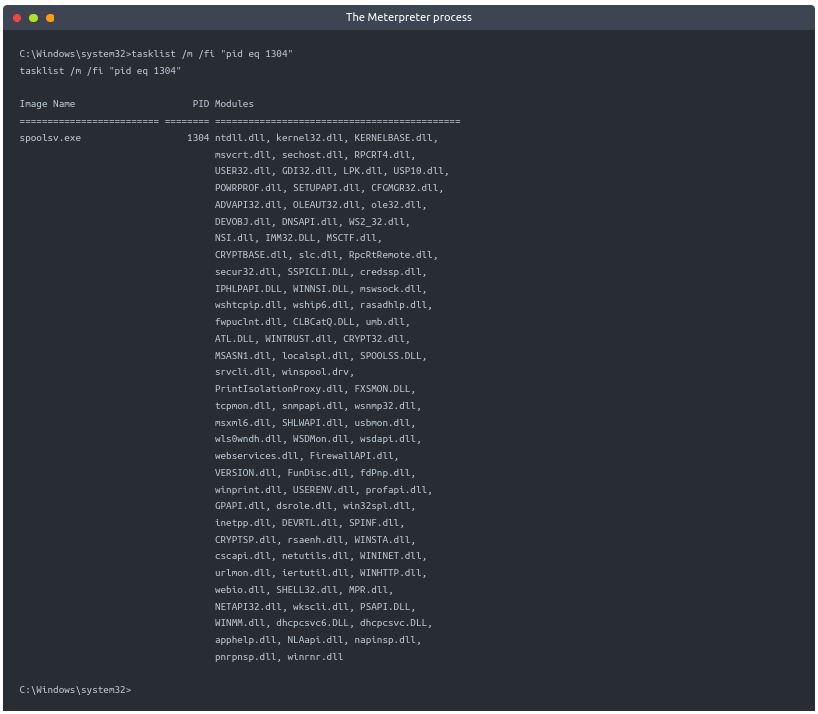 The Meterpreter process
C:\Windows\system32>tasklist /m /fi "pid eq 1304"
tasklist /m /fi "pid eq 1304"
Image Name                     PID Modules
========================= ======== ============================================
spoolsv.exe                   1304 ntdll.dll, kernel32.dll, KERNELBASE.dll,
                                   msvcrt.dll, sechost.dll, RPCRT4.dll,
                                   USER32.dll, GDI32.dll, LPK.dll, USP10.dll,
                                   POWRPROF.dll, SETUPAPI.dll, CFGMGR32.dll,
                                   ADVAPI32.dll, OLEAUT32.dll, ole32.dll,
                                   DEVOBJ.dll, DNSAPI.dll, WS2_32.dll,
                                   NSI.dll, IMM32.DLL, MSCTF.dll,
                                   CRYPTBASE.dll, slc.dll, RpcRtRemote.dll,
                                   secur32.dll, SSPICLI.DLL, credssp.dll,
                                   IPHLPAPI.DLL, WINNSI.DLL, mswsock.dll,
                                   wshtcpip.dll, wship6.dll, rasadhlp.dll,
                                   fwpuclnt.dll, CLBCatQ.DLL, umb.dll,
                                   ATL.DLL, WINTRUST.dll, CRYPT32.dll,
                                   MSASN1.dll, localspl.dll, SPOOLSS.DLL,
                                   srvcli.dll, winspool.drv,
                                   PrintIsolationProxy.dll, FXSMON.DLL,
                                   tcpmon.dll, snmpapi.dll, wsnmp32.dll,
                                   msxml6.dll, SHLWAPI.dll, usbmon.dll,
                                   wls0wndh.dll, WSDMon.dll, wsdapi.dll,
                                   webservices.dll, FirewallAPI.dll,
                                   VERSION.dll, FunDisc.dll, fdPnp.dll,
                                   winprint.dll, USERENV.dll, profapi.dll,
                                   GPAPI.dll, dsrole.dll, win32spl.dll,
                                   inetpp.dll, DEVRTL.dll, SPINF.dll,
                                   CRYPTSP.dll, rsaenh.dll, WINSTA.dll,
                                   cscapi.dll, netutils.dll, WININET.dll,
                                   urlmon.dll, iertutil.dll, WINHTTP.dll,
                                   webio.dll, SHELL32.dll, MPR.dll,
                                   NETAPI32.dll, wkscli.dll, PSAPI.DLL,
                                   WINMM.dll, dhcpcsvc6.DLL, dhcpcsvc.DLL,
                                   apphelp.dll, NLAapi.dll, napinsp.dll,
                                   pnrpnsp.dll, winrnr.dll
C:\Windows\system32>